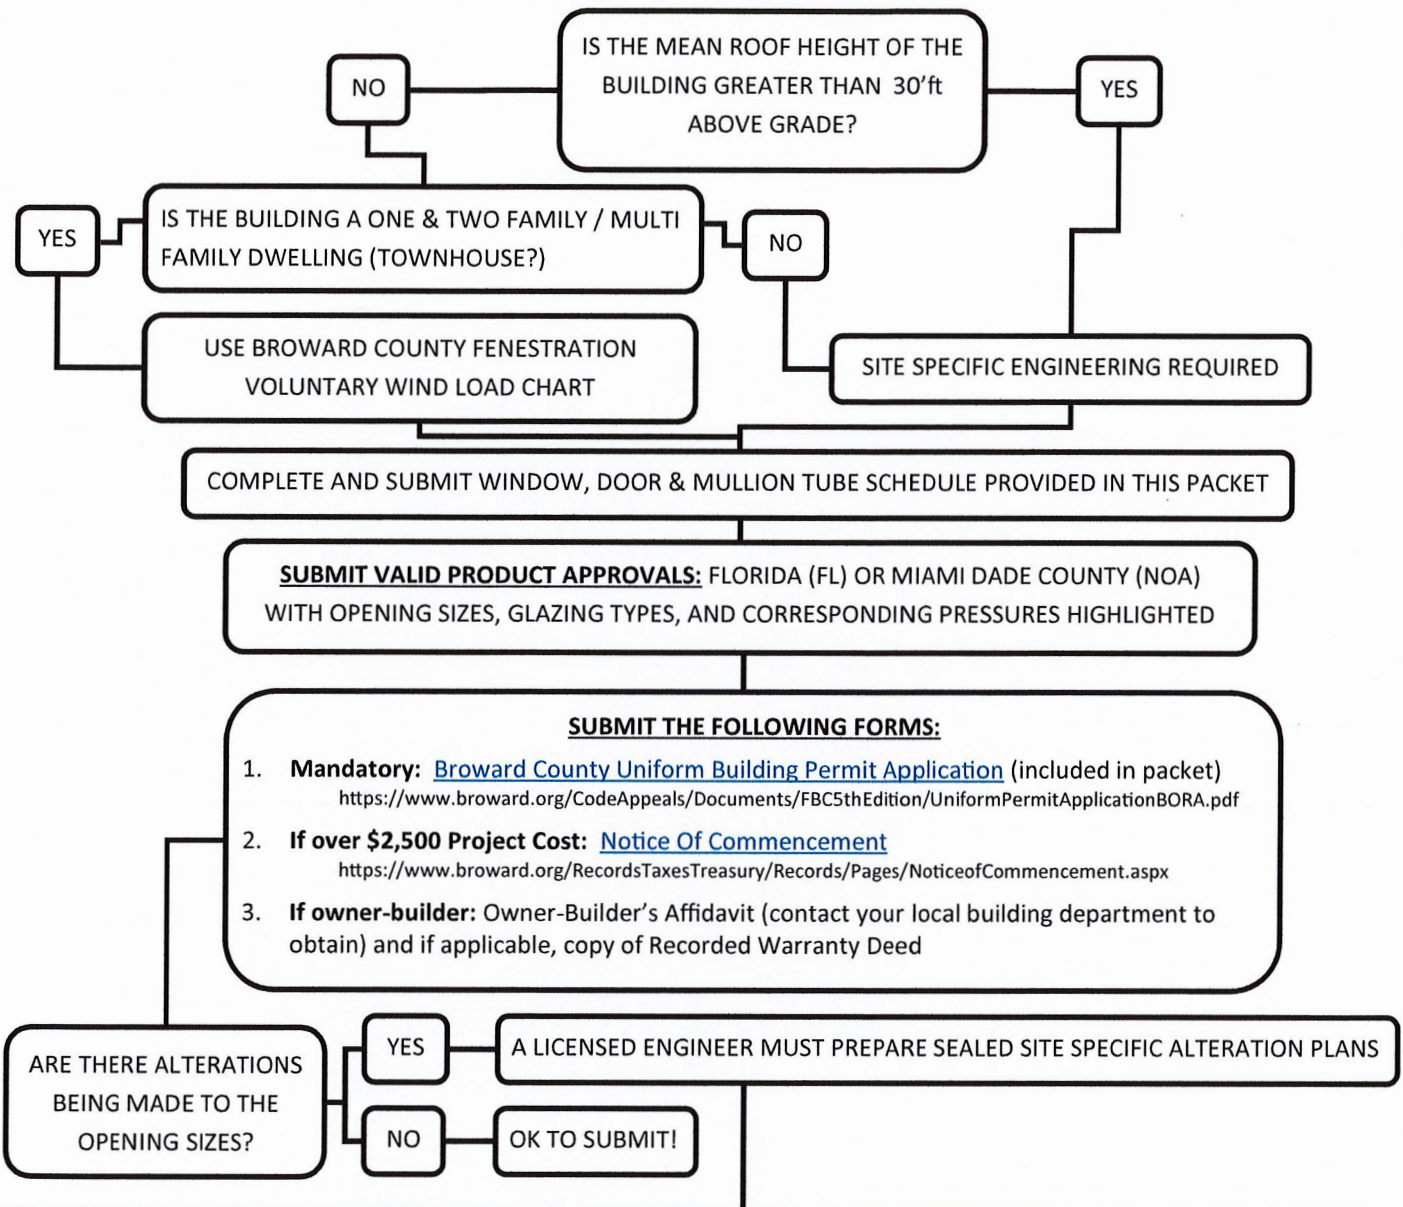 IS THE MEAN ROOF HEIGHT OF THE
BUILDING GREATER THAN 30'ft
ABOVE GRADE?
NO
YES
IS THE BUILDING A ONE & TWO FAMILY / MULTI
FAMILY DWELLING (TOWNHOUSE?)
YES
NO
USE BROWARD COUNTY FENESTRATION
VOLUNTARY WIND LOAD CHART
SITE SPECIFIC ENGINEERING REQUIRED
COMPLETE AND SUBMIT WINDOW, DOOR & MULLION TUBE SCHEDULE PROVIDED IN THIS PACKET
SUBMIT VALID PRODUCT APPROVALS: FLORIDA (FL) OR MIAMI DADE COUNTY (NOA)
WITH OPENING SIZES, GLAZING TYPES, AND CORRESPONDING PRESSURES HIGHLIGHTED
SUBMIT THE FOLLOWING FORMS:
1. Mandatory: Broward County Uniform Building Permit Application (included in packet)
https://www.broward.org/CodeAppeals/Documents/FBC5thEdition/UniformPermitApplicationBORA.pdf
2. If over $2,500 Project Cost: Notice Of Commencement
https://www.broward.org/RecordsTaxesTreasury/Records/Pages/NoticeofCommencement.aspx
3. If owner-builder: Owner-Builder's Affidavit (contact your local building department to
obtain) and if applicable, copy of Recorded Warranty Deed
ARE THERE ALTERATIONS
BEING MADE TO THE
OPENING SIZES?
YES
A LICENSED ENGINEER MUST PREPARE SEALED SITE SPECIFIC ALTERATION PLANS
NO
OK TO SUBMIT!